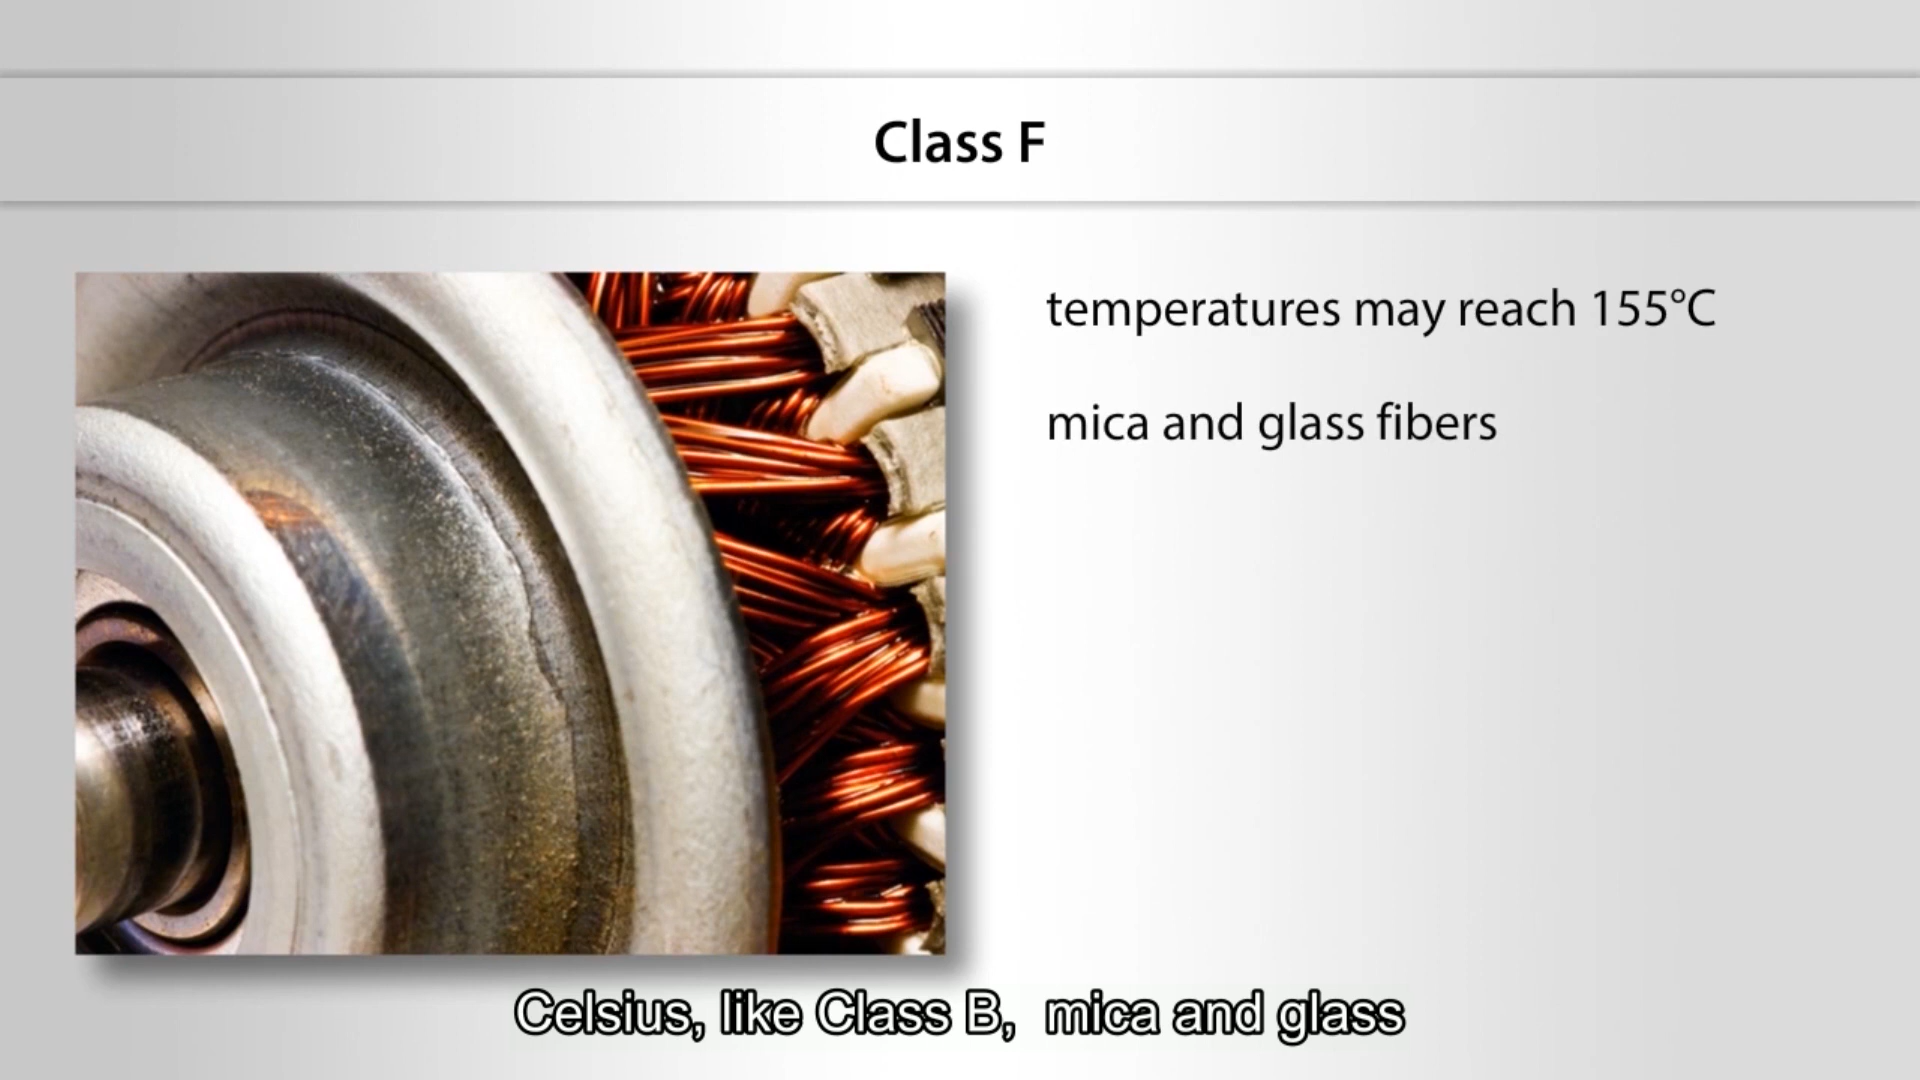 Class F
temperatures may reach 155°C
mica and glass fibers
Celsius, like Class B,  mica and glass